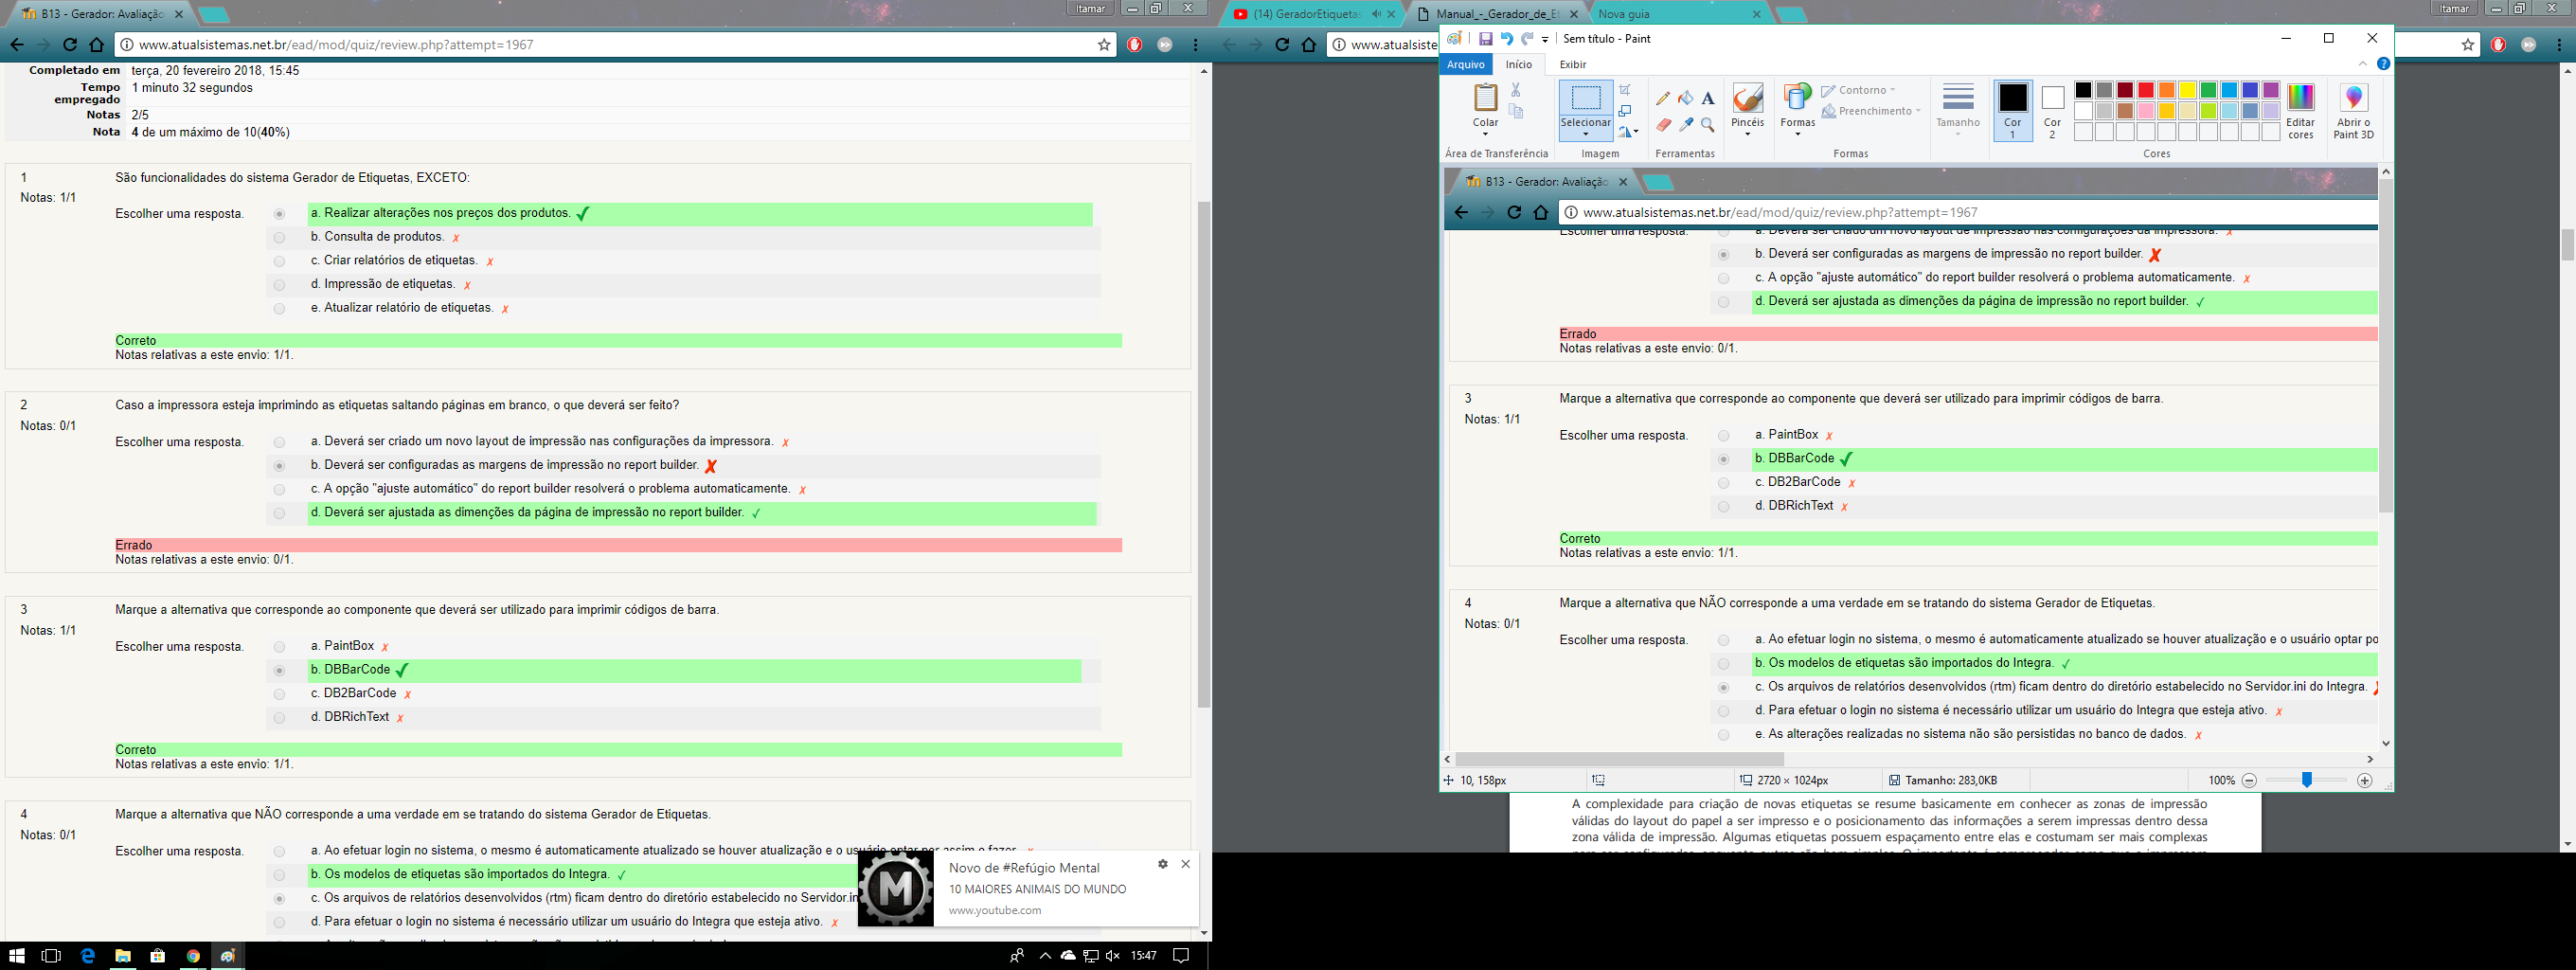 B13 - Gerador: Avaliação
Itamar
www.atualsistemas.net.br/ead/mod/quiz/review.php?attempt=1967
Completado em terça, 20 fevereiro 2018, 15:45
Tempo empregado 1 minuto 32 segundos
Notas 2/5
Nota 4 de um máximo de 10(40%)
1
Notas: 1/1
São funcionalidades do sistema Gerador de Etiquetas, EXCETO:
Escolher uma resposta.
a. Realizar alterações nos preços dos produtos.
b. Consulta de produtos.
c. Criar relatórios de etiquetas.
d. Impressão de etiquetas.
e. Atualizar relatório de etiquetas.
Correto
Notas relativas a este envio: 1/1.
2
Notas: 0/1
Caso a impressora esteja imprimindo as etiquetas saltando páginas em branco, o que deverá ser feito?
Escolher uma resposta.
a. Deverá ser criado um novo layout de impressão nas configurações da impressora.
b. Deverá ser configuradas as margens de impressão no report builder.
c. A opção "ajuste automático" do report builder resolverá o problema automaticamente.
d. Deverá ser ajustada as dimenções da página de impressão no report builder.
Errado
Notas relativas a este envio: 0/1.
3
Notas: 1/1
Marque a alternativa que corresponde ao componente que deverá ser utilizado para imprimir códigos de barra.
Escolher uma resposta.
a. PaintBox
b. DBBarCode
c. DB2BarCode
d. DBRichText
Correto
Notas relativas a este envio: 1/1.
4
Notas: 0/1
Marque a alternativa que NÃO corresponde a uma verdade em se tratando do sistema Gerador de Etiquetas.
Escolher uma resposta.
a. Ao efetuar login no sistema, o mesmo é automaticamente atualizado se houver atualização e o usuário optar por assim o fazer.
b. Os modelos de etiquetas são importados do Integra.
c. Os arquivos de relatórios desenvolvidos (rtm) ficam dentro do diretório estabelecido no Servidor.in
d. Para efetuar o login no sistema é necessário utilizar um usuário do Integra que esteja ativo.
Novo de #Refúgio Mental
10 MAIORES ANIMAIS DO MUNDO
www.youtube.com
15:47
(14) GeradorEtiquetas
Manual_-_Gerador_de_Et
Nova guia
Itamar
www.atualsiste
Sem título - Paint
Arquivo Início Exibir
Colar
Área de Transferência
Selecionar
Imagem
Ferramentas
Pincéis
Formas
Contorno
Preenchimento
Formas
Tamanho
Cor 1
Cor 2
Editar cores
Cores
Abrir o Paint 3D
B13 - Gerador: Avaliação
www.atualsistemas.net.br/ead/mod/quiz/review.php?attempt=1967
Escolher uma resposta.
a. Deverá ser criado um novo layout de impressão nas configurações da impressora.
b. Deverá ser configuradas as margens de impressão no report builder.
c. A opção "ajuste automático" do report builder resolverá o problema automaticamente.
d. Deverá ser ajustada as dimenções da página de impressão no report builder.
Errado
Notas relativas a este envio: 0/1.
3
Notas: 1/1
Marque a alternativa que corresponde ao componente que deverá ser utilizado para imprimir códigos de barra.
Escolher uma resposta.
a. PaintBox
b. DBBarCode
c. DB2BarCode
d. DBRichText
Correto
Notas relativas a este envio: 1/1.
4
Notas: 0/1
Marque a alternativa que NÃO corresponde a uma verdade em se tratando do sistema Gerador de Etiquetas.
Escolher uma resposta.
a. Ao efetuar login no sistema, o mesmo é automaticamente atualizado se houver atualização e o usuário optar po
b. Os modelos de etiquetas são importados do Integra.
c. Os arquivos de relatórios desenvolvidos (rtm) ficam dentro do diretório estabelecido no Servidor.ini do Integra.
d. Para efetuar o login no sistema é necessário utilizar um usuário do Integra que esteja ativo.
e. As alterações realizadas no sistema não são persistidas no banco de dados.
10, 158px
2720 × 1024px
Tamanho: 283,0KB
100%
A complexidade para criação de novas etiquetas se resume basicamente em conhecer as zonas de impressão
válidas do layout do papel a ser impresso e o posicionamento das informações a serem impressas dentro dessa
zona válida de impressão. Algumas etiquetas possuem espaçamento entre elas e costumam ser mais complexas